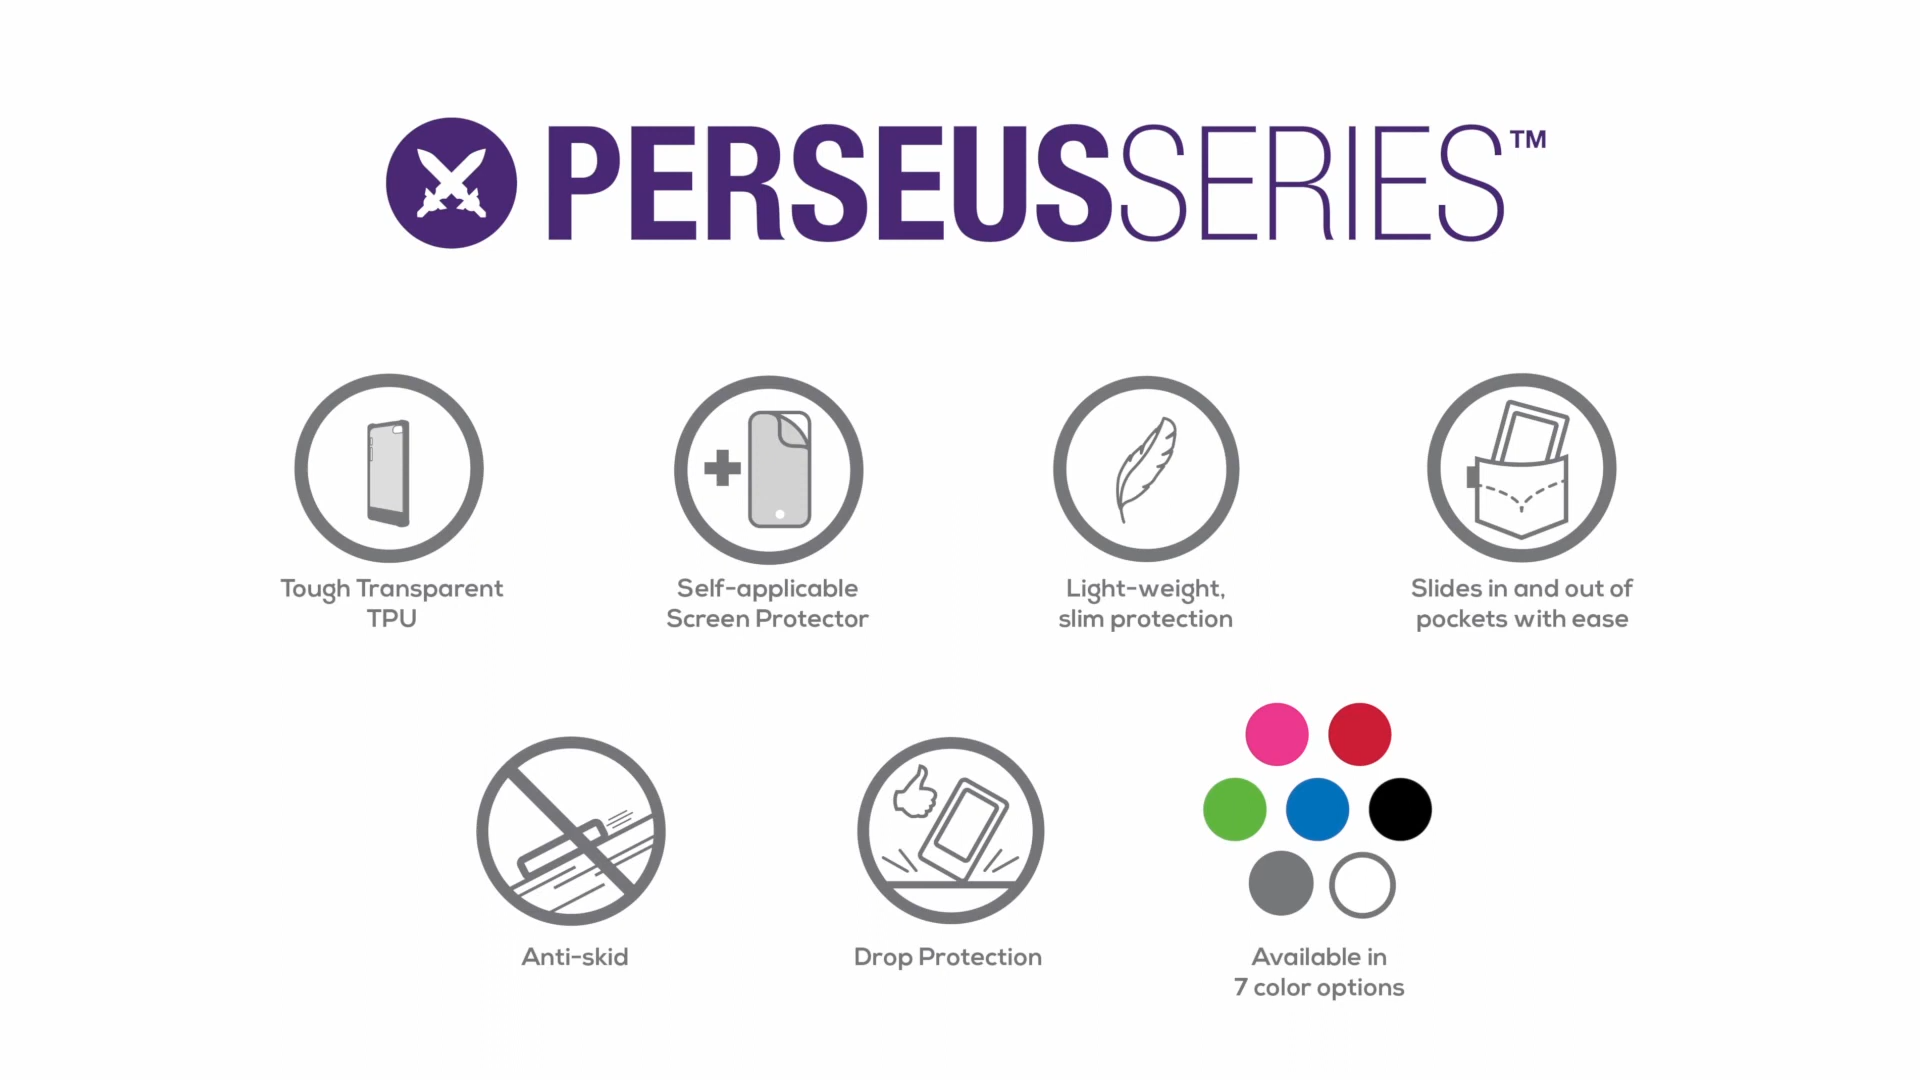 PERSEUSSERIES™
Tough Transparent
TPU
Self-applicable
Screen Protector
Light-weight,
slim protection
Slides in and out of
pockets with ease
Anti-skid
Drop Protection
Available in
7 color options